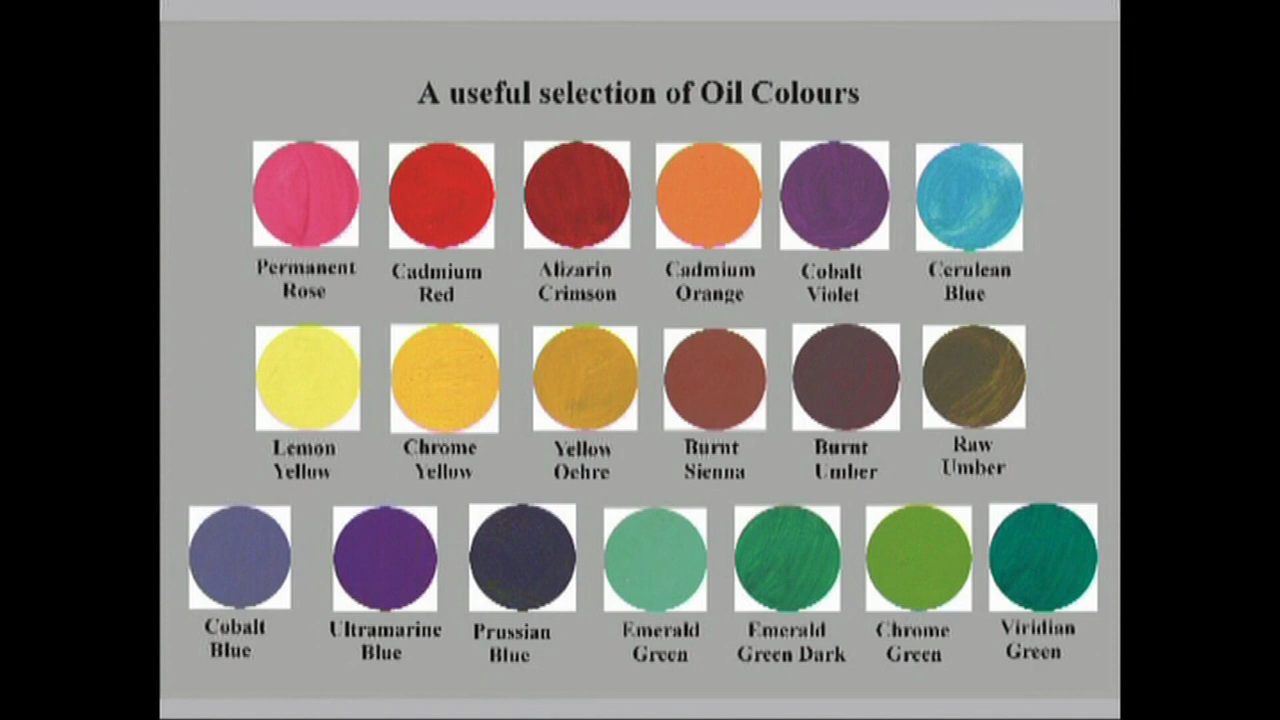 A useful selection of Oil Colours
Permanent Rose
Cadmium Red
Alizarin Crimson
Cadmium Orange
Cobalt Violet
Cerulean Blue
Lemon Yellow
Chrome Yellow
Yellow Ochre
Burnt Sienna
Burnt Umber
Raw Umber
Cobalt Blue
Ultramarine Blue
Prussian Blue
Emerald Green
Emerald Green Dark
Chrome Green
Viridian Green